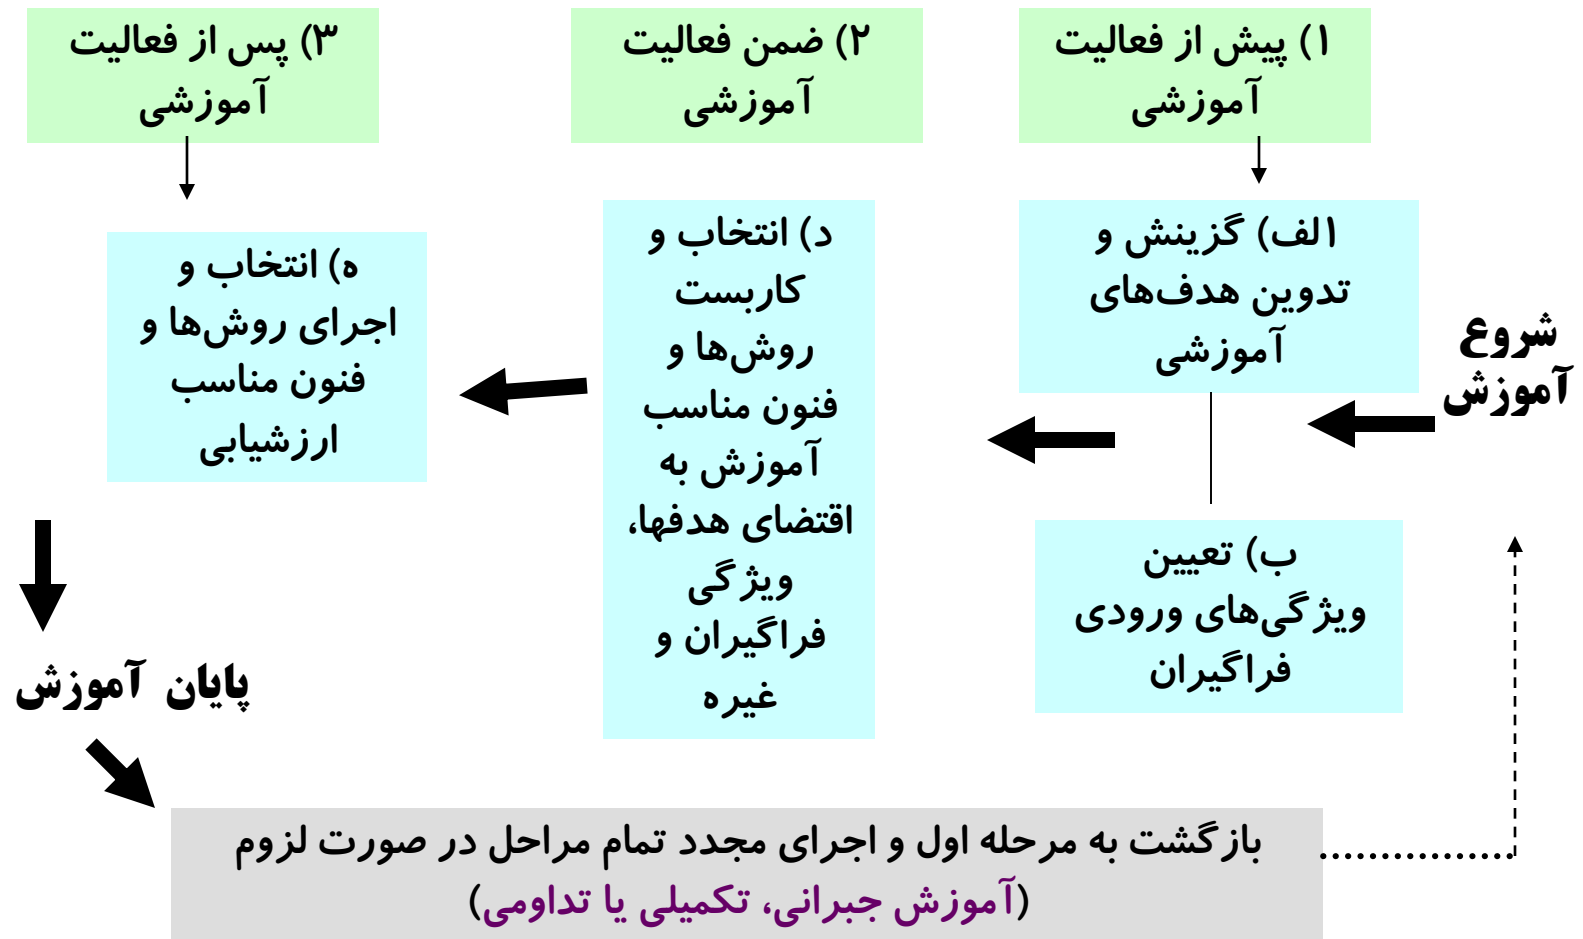 ۱) پیش از فعالیت
آموزشی
۲) ضمن فعالیت
آموزشی
۳) پس از فعالیت
آموزشی
شروع
آموزش
الف) گزینش و
تدوین هدف‌های
آموزشی
ب) تعیین
ویژگی‌های ورودی
فراگیران
د) انتخاب و
کاربست
روش‌ها و
فنون مناسب
آموزش به
اقتضای هدفها،
ویژگی
فراگیران و
غیره
ه) انتخاب و
اجرای روش‌ها و
فنون مناسب
ارزشیابی
پایان آموزش
بازگشت به مرحله اول و اجرای مجدد تمام مراحل در صورت لزوم
(آموزش جبرانی، تکمیلی یا تداومی)